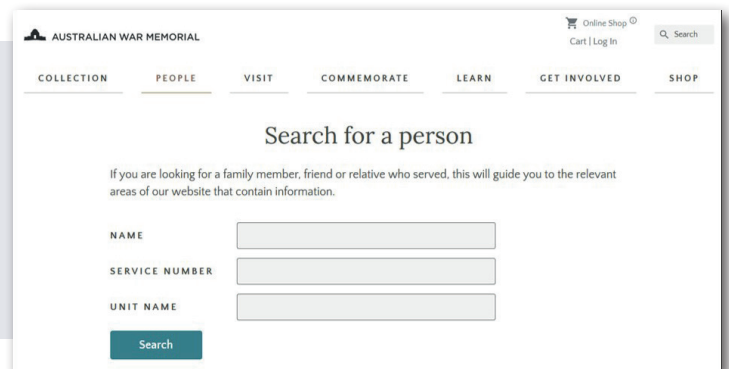 AUSTRALIAN WAR MEMORIAL
Online Shop
Cart | Log In
Search
COLLECTION PEOPLE VISIT COMMEMORATE LEARN GET INVOLVED SHOP
Search for a person
If you are looking for a family member, friend or relative who served, this will guide you to the relevant
areas of our website that contain information.
NAME
SERVICE NUMBER
UNIT NAME
Search